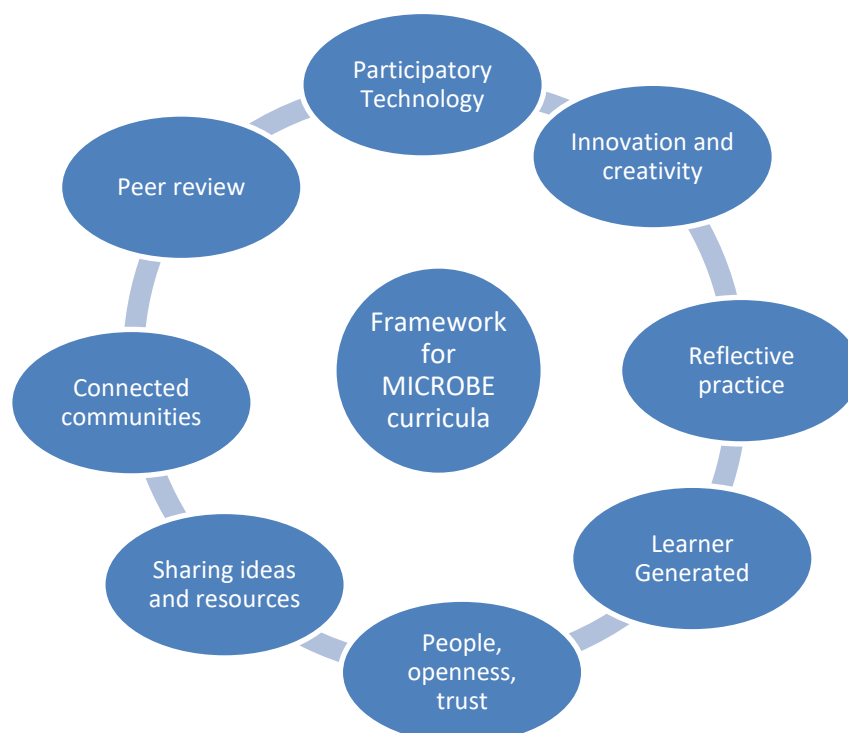 Participatory
Technology
Innovation and
creativity
Peer review
Framework
for
MICROBE
curricula
Reflective
practice
Connected
communities
Learner
Generated
Sharing ideas
and resources
People,
openness,
trust